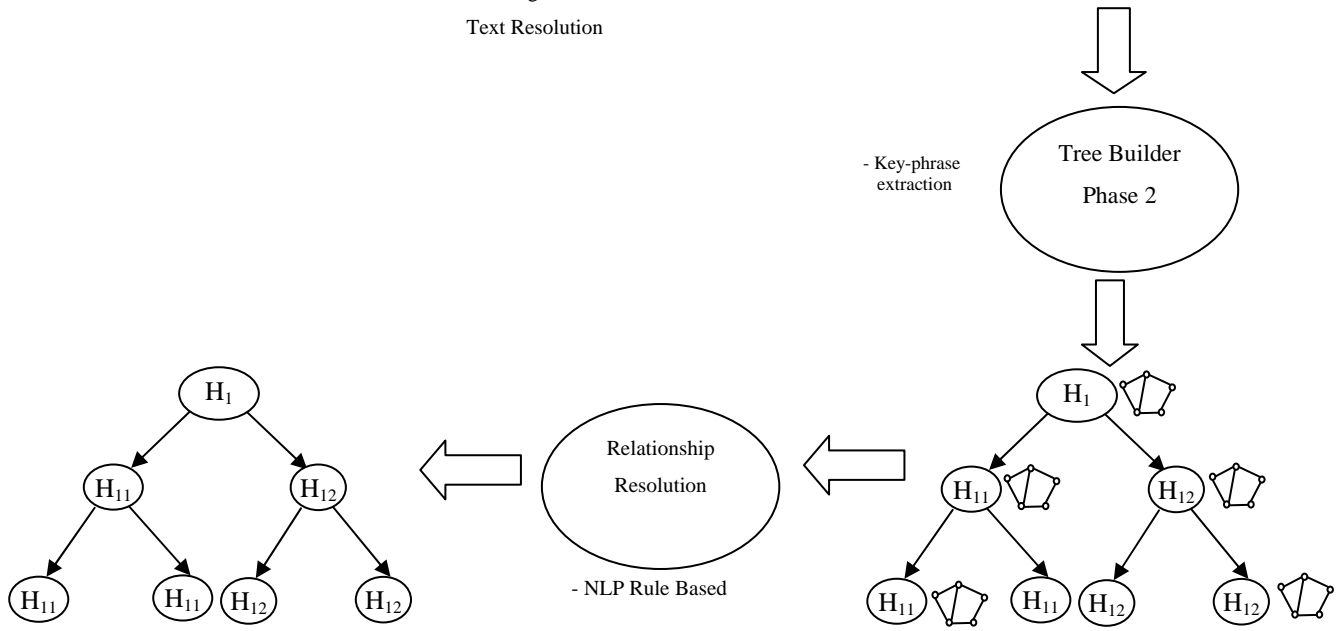 Text Resolution
- Key-phrase
extraction
Tree Builder
Phase 2
H₁
H₁₁ H₁₂
H₁₁ H₁₁ H₁₂ H₁₂
Relationship
Resolution
- NLP Rule Based
H₁
H₁₁ H₁₂
H₁₁ H₁₁ H₁₂ H₁₂